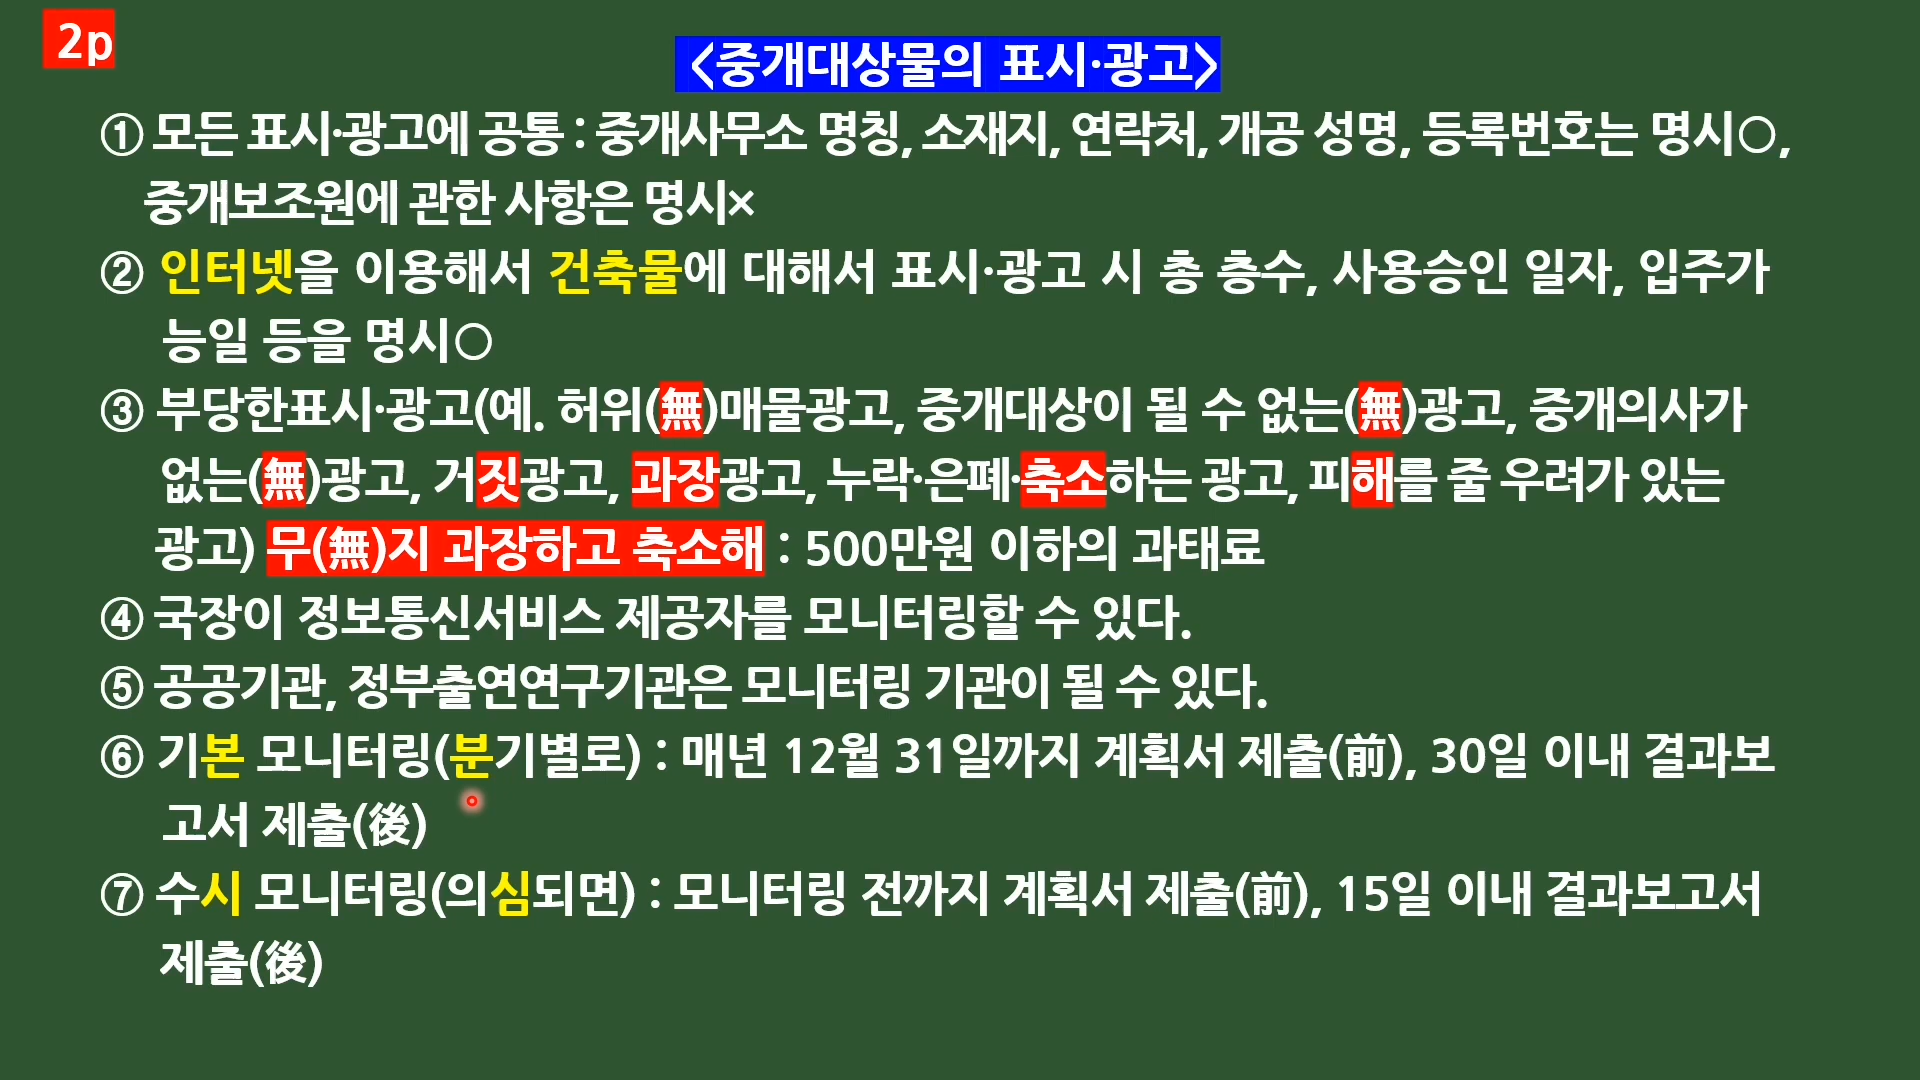 2p
<중개대상물의 표시·광고>
① 모든 표시·광고에 공통 : 중개사무소 명칭, 소재지, 연락처, 개공 성명, 등록번호는 명시○,
중개보조원에 관한 사항은 명시×
② 인터넷을 이용해서 건축물에 대해서 표시·광고 시 총 층수, 사용승인 일자, 입주가
능일 등을 명시○
③ 부당한표시·광고(예. 허위(無)매물광고, 중개대상이 될 수 없는(無)광고, 중개의사가
없는(無)광고, 거짓광고, 과장광고, 누락·은폐·축소하는 광고, 피해를 줄 우려가 있는
광고) 무(無)지 과장하고 축소해 : 500만원 이하의 과태료
④ 국장이 정보통신서비스 제공자를 모니터링할 수 있다.
⑤ 공공기관, 정부출연연구기관은 모니터링 기관이 될 수 있다.
⑥ 기본 모니터링(분기별로) : 매년 12월 31일까지 계획서 제출(前), 30일 이내 결과보
고서 제출(後)
⑦ 수시 모니터링(의심되면) : 모니터링 전까지 계획서 제출(前), 15일 이내 결과보고서
제출(後)